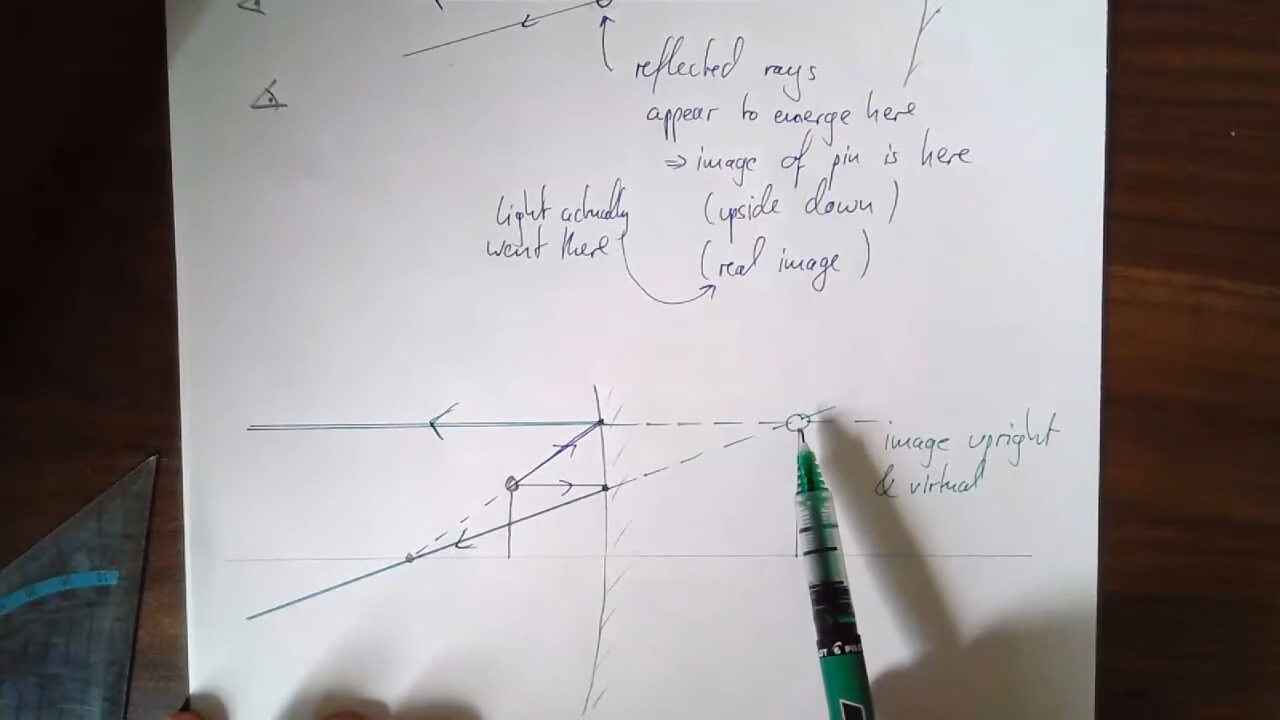 reflected rays
appear to emerge here
⇒ image of pin is here
(upside down)
light actually
went there
(real image)
image upright
& virtual
PILOT